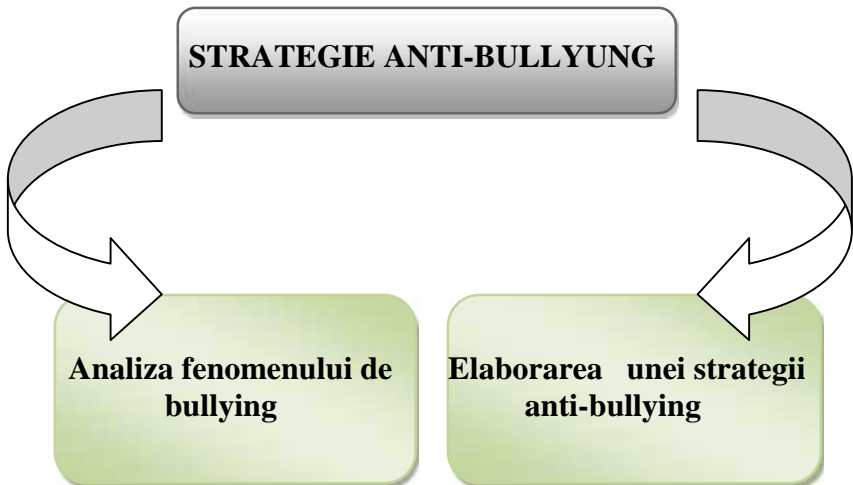 STRATEGIE ANTI-BULLYUNG
Analiza fenomenului de
bullying
Elaborarea unei strategii
anti-bullying